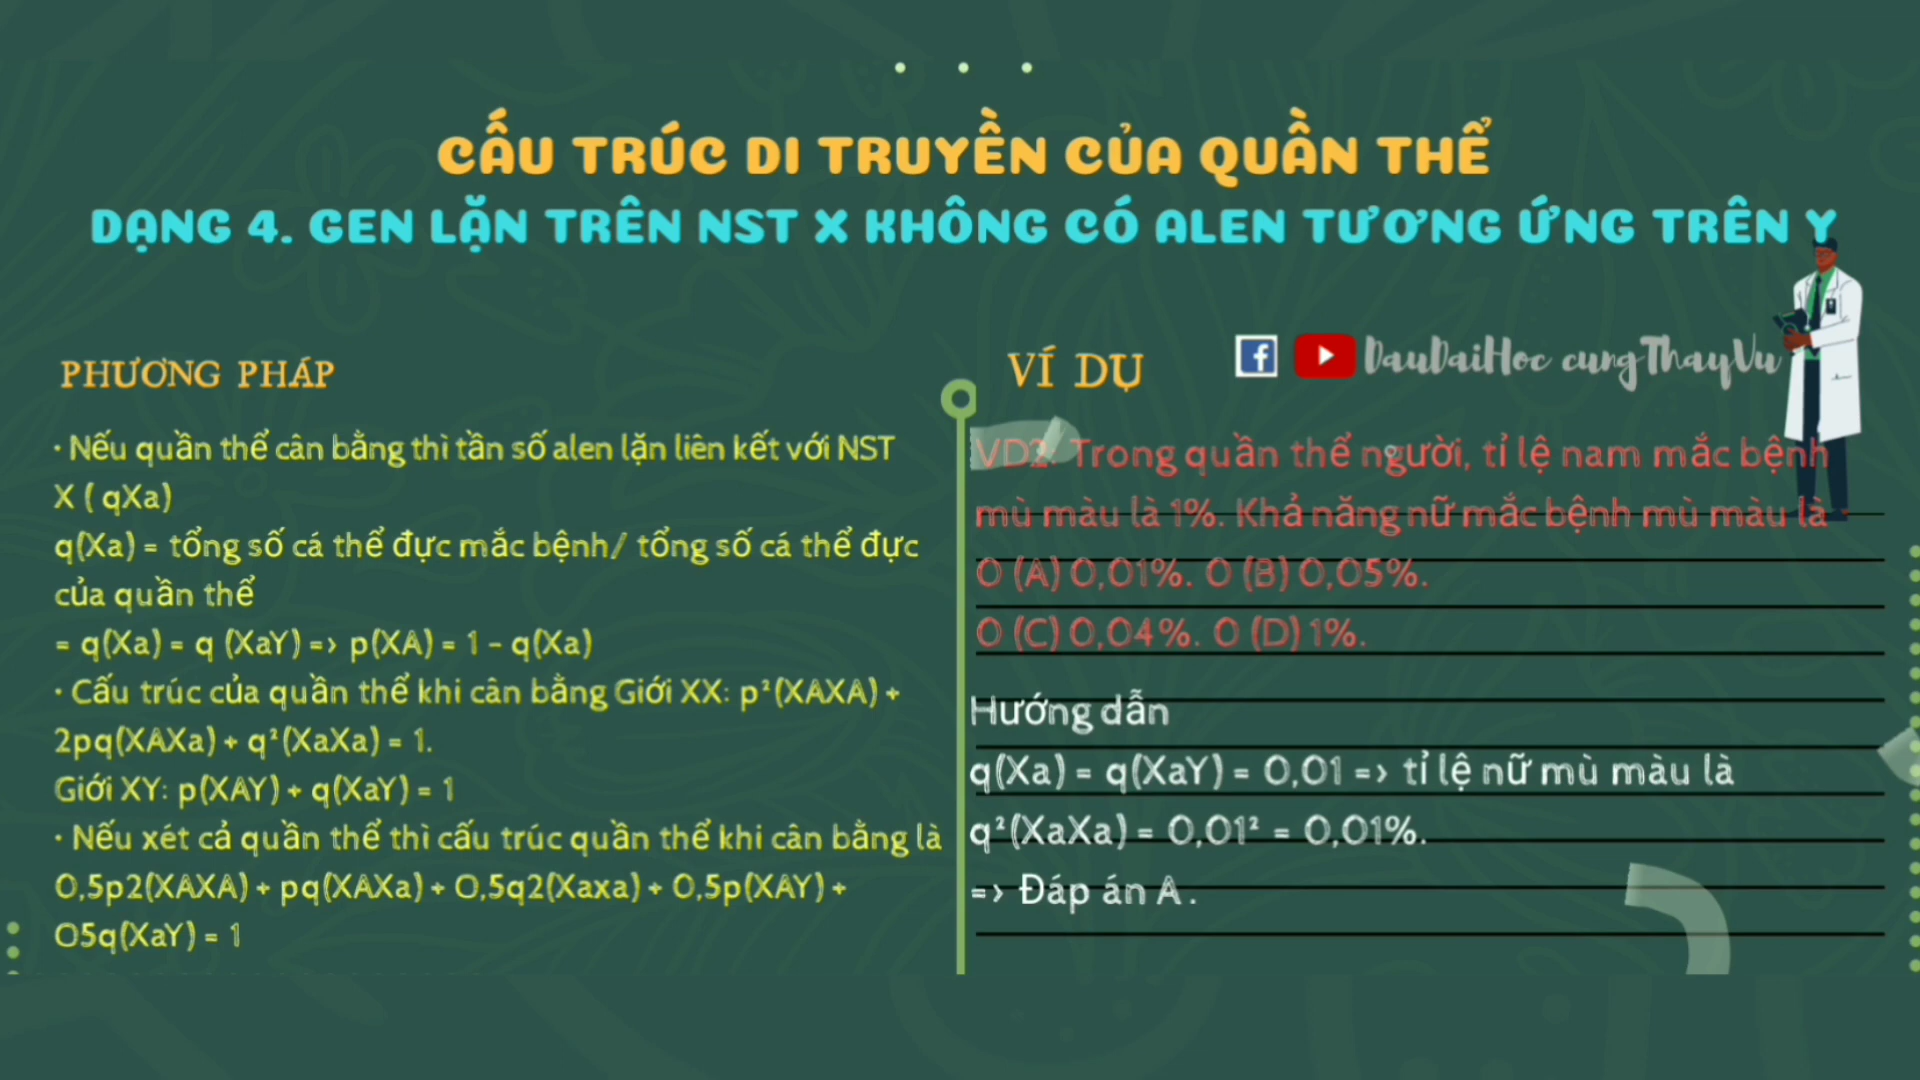 CẤU TRÚC DI TRUYỀN CỦA QUẦN THỂ
DẠNG 4. GEN LẶN TRÊN NST X KHÔNG CÓ ALEN TƯƠNG ỨNG TRÊN Y
PHƯƠNG PHÁP
• Nếu quần thể cân bằng thì tần số alen lặn liên kết với NST
X ( qXa)
q(Xa) = tổng số cá thể đực mắc bệnh/ tổng số cá thể đực
của quần thể
= q(Xa) = q (XaY) => p(XA) = 1 - q(Xa)
• Cấu trúc của quần thể khi cân bằng Giới XX: p²(XAXA) +
2pq(XAXa) + q²(XaXa) = 1.
Giới XY: p(XAY) + q(XaY) = 1
• Nếu xét cả quần thể thì cấu trúc quần thể khi cân bằng là
0,5p2(XAXA) + pq(XAXa) + 0,5q2(Xaxa) + 0,5p(XAY) +
05q(XaY) = 1
VÍ DỤ
DauDaiHoc cungThayVu
VD2. Trong quần thể người, tỉ lệ nam mắc bệnh
mù màu là 1%. Khả năng nữ mắc bệnh mù màu là
O (A) 0,01%. O (B) 0,05%.
O (C) 0,04%. O (D) 1%.
Hướng dẫn
q(Xa) = q(XaY) = 0,01 => tỉ lệ nữ mù màu là
q²(XaXa) = 0,01² = 0,01%.
=> Đáp án A .